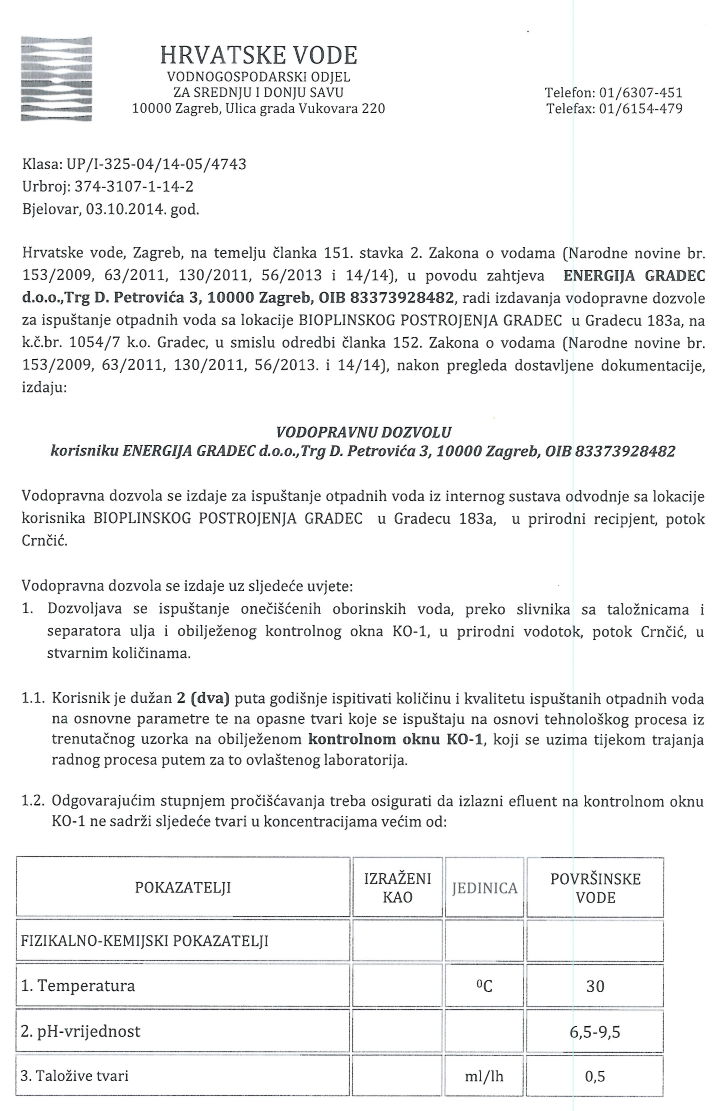 HRVATSKE VODE
VODNOGOSPODARSKI ODJEL
ZA SREDNJU I DONJU SAVU
10000 Zagreb, Ulica grada Vukovara 220
Telefon: 01/6307-451
Telefax: 01/6154-479
Klasa: UP/I-325-04/14-05/4743
Urbroj: 374-3107-1-14-2
Bjelovar, 03.10.2014. god.
Hrvatske vode, Zagreb, na temelju članka 151. stavka 2. Zakona o vodama (Narodne novine br.
153/2009, 63/2011, 130/2011, 56/2013 i 14/14), u povodu zahtjeva ENERGIJA GRADEC
d.o.o.,Trg D. Petrovića 3, 10000 Zagreb, OIB 83373928482, radi izdavanja vodopravne dozvole
za ispuštanje otpadnih voda sa lokacije BIOPLINSKOG POSTROJENJA GRADEC u Gradecu 183a, na
k.č.br. 1054/7 k.o. Gradec, u smislu odredbi članka 152. Zakona o vodama (Narodne novine br.
153/2009, 63/2011, 130/2011, 56/2013. i 14/14), nakon pregleda dostavljene dokumentacije,
izdaju:
VODOPRAVNU DOZVOLU
korisniku ENERGIJA GRADEC d.o.o.,Trg D. Petrovića 3, 10000 Zagreb, OIB 83373928482
Vodopravna dozvola se izdaje za ispuštanje otpadnih voda iz internog sustava odvodnje sa lokacije
korisnika BIOPLINSKOG POSTROJENJA GRADEC u Gradecu 183a, u prirodni recipjent, potok
Crnčić.
Vodopravna dozvola se izdaje uz sljedeće uvjete:
1. Dozvoljava se ispuštanje onečišćenih oborinskih voda, preko slivnika sa taložnicama i
separatora ulja i obilježenog kontrolnog okna KO-1, u prirodni vodotok, potok Crnčić, u
stvarnim količinama.
1.1. Korisnik je dužan 2 (dva) puta godišnje ispitivati količinu i kvalitetu ispuštanih otpadnih voda
na osnovne parametre te na opasne tvari koje se ispuštaju na osnovi tehnološkog procesa iz
trenutačnog uzorka na obilježenom kontrolnom oknu KO-1, koji se uzima tijekom trajanja
radnog procesa putem za to ovlaštenog laboratorija.
1.2. Odgovarajućim stupnjem pročišćavanja treba osigurati da izlazni efluent na kontrolnom oknu
KO-1 ne sadrži sljedeće tvari u koncentracijama većim od:
POKAZATELJI IZRAŽENI KAO JEDINICA POVRŠINSKE VODE
FIZIKALNO-KEMIJSKI POKAZATELJI
1. Temperatura ⁰C 30
2. pH-vrijednost 6,5-9,5
3. Taložive tvari ml/lh 0,5